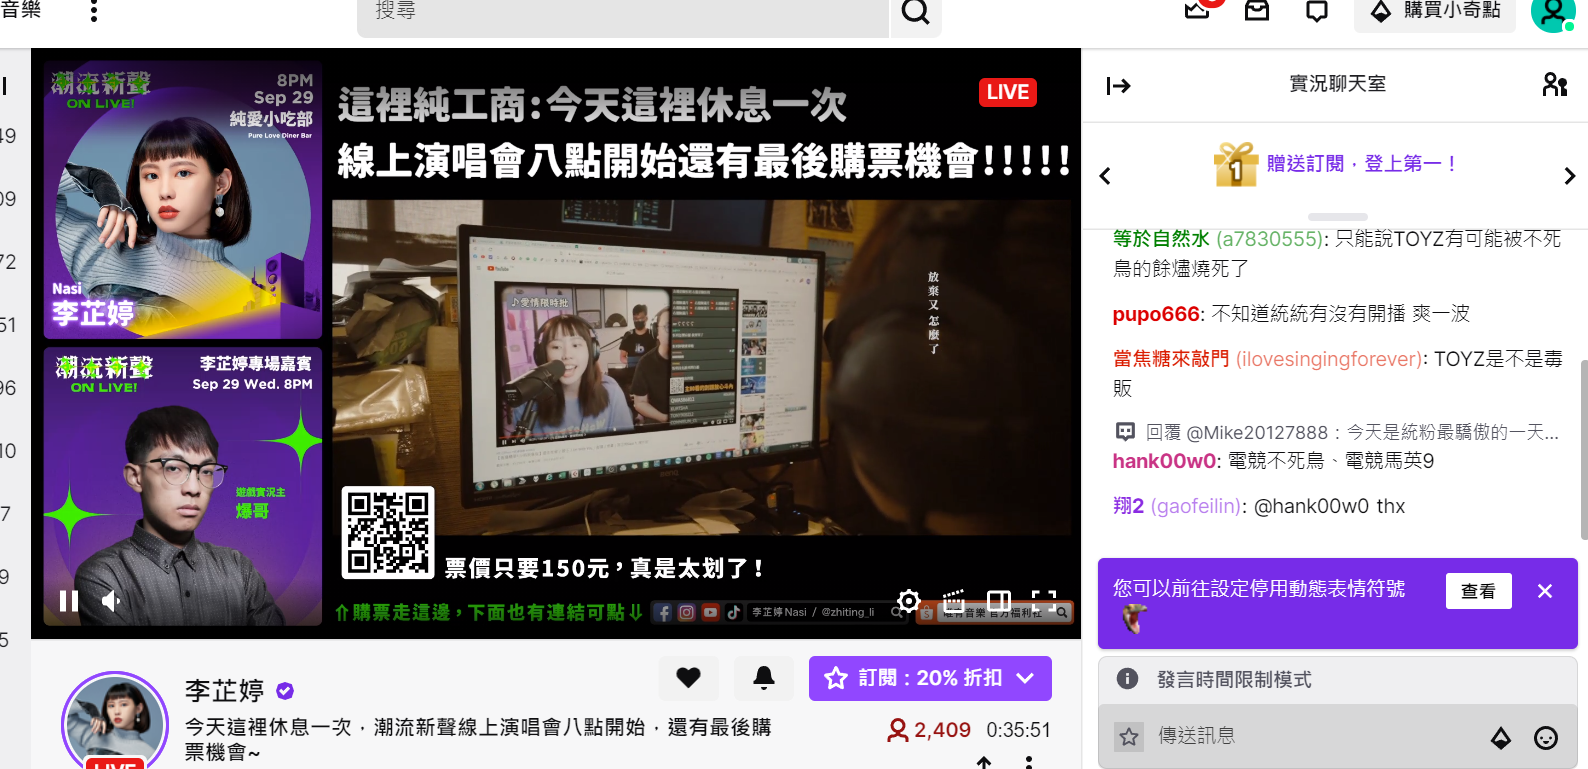 音樂
搜尋
購買小奇點
潮流新聲
ON LIVE!
8PM
Sep 29
純愛小吃部
Pure Love Diner Bar
Nasi
李芷婷
這裡純工商:今天這裡休息一次
LIVE
線上演唱會八點開始還有最後購票機會!!!!!
YouTube
♪愛情限時批
放棄又怎麼了
潮流新聲
ON LIVE!
李芷婷專場嘉賓
Sep 29 Wed. 8PM
遊戲實況主
爆哥
票價只要150元，真是太划了！
⇧購票走這邊，下面也有連結可點⇩
李芷婷Nasi / @zhiting_li
官方福利社
李芷婷
訂閱：20% 折扣
今天這裡休息一次，潮流新聲線上演唱會八點開始，還有最後購
票機會~
LIVE
2,409
0:35:51
實況聊天室
1
贈送訂閱，登上第一！
等於自然水 (a7830555): 只能說TOYZ有可能被不死
鳥的餘燼燒死了
pupo666: 不知道統統有沒有開播 爽一波
當焦糖來敲門 (ilovesingingforever): TOYZ是不是毒
販
回覆 @Mike20127888：今天是統粉最驕傲的一天...
hank00w0: 電競不死鳥、電競馬英9
翔2 (gaofeilin): @hank00w0 thx
您可以前往設定停用動態表情符號
查看
發言時間限制模式
傳送訊息
49
09
72
51
96
10
7
9
5